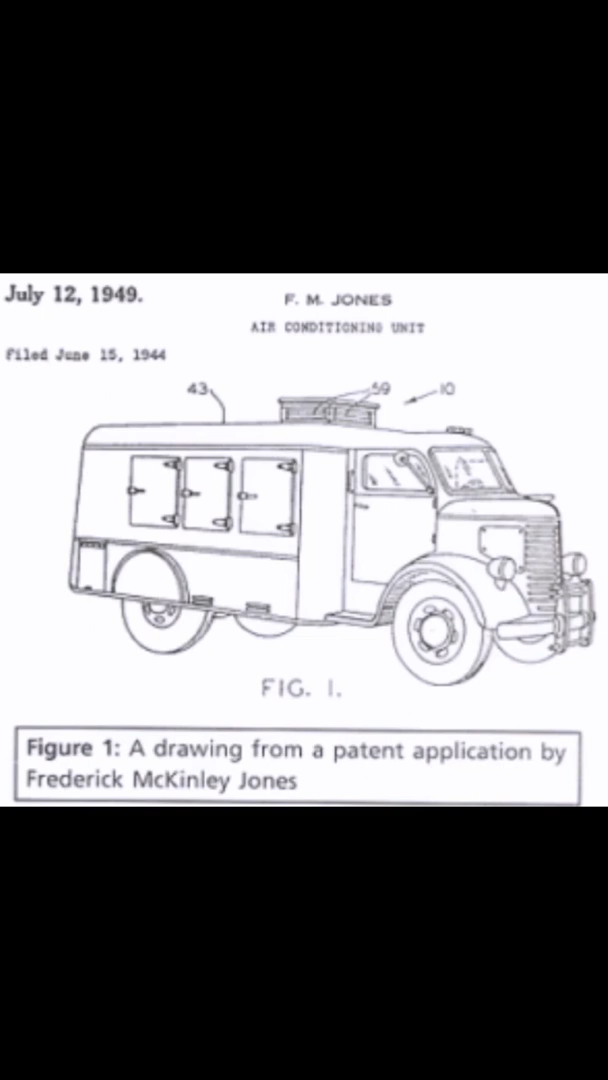 July 12, 1949.
F. M. JONES
AIR CONDITIONING UNIT
Filed June 15, 1944
43
59
10
FIG. 1.
Figure 1: A drawing from a patent application by
Frederick McKinley Jones